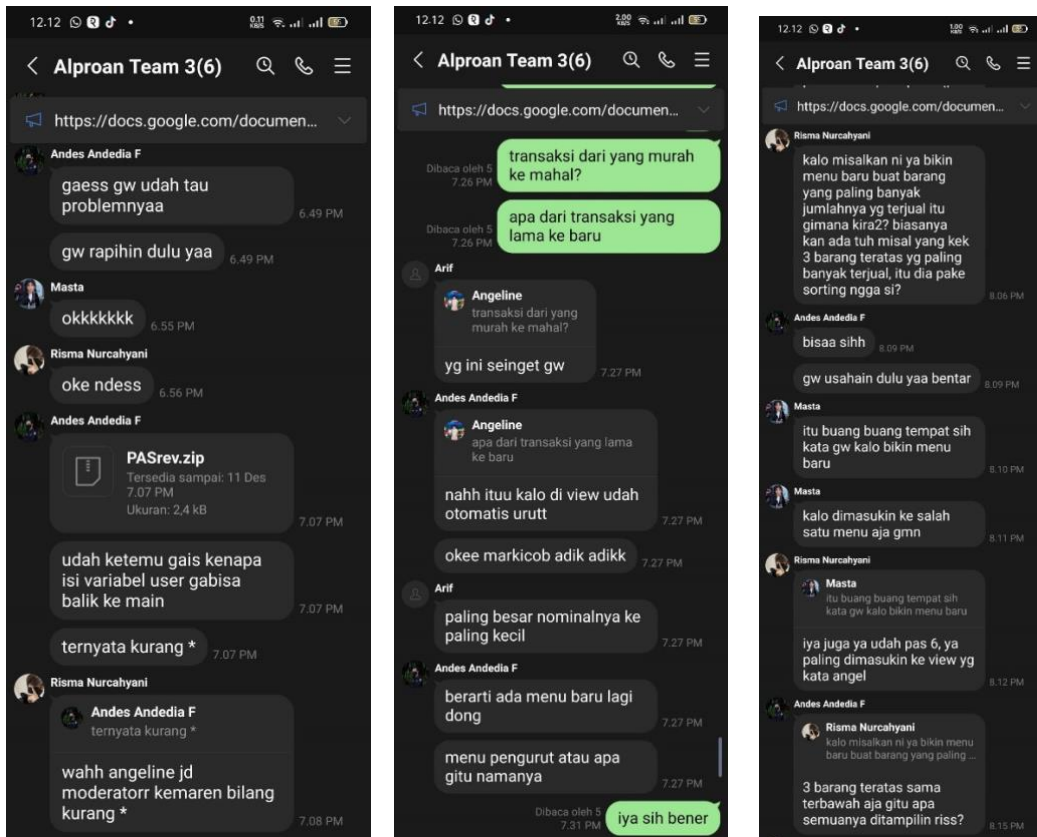 12.12
0.11 KB/S
Alproan Team 3(6)
https://docs.google.com/documen...
Andes Andedia F
gaess gw udah tau
problemnyaa
6.49 PM
gw rapihin dulu yaa
6.49 PM
Masta
okkkkkkk
6.55 PM
Risma Nurcahyani
oke ndess
6.56 PM
Andes Andedia F
PASrev.zip
Tersedia sampai: 11 Des
7.07 PM
Ukuran: 2,4 kB
7.07 PM
udah ketemu gais kenapa
isi variabel user gabisa
balik ke main
7.07 PM
ternyata kurang *
7.07 PM
Risma Nurcahyani
Andes Andedia F
ternyata kurang *
wahh angeline jd
moderatorr kemaren bilang
kurang *
7.08 PM
12.12
2.00 KB/S
Alproan Team 3(6)
https://docs.google.com/documen...
transaksi dari yang murah
ke mahal?
Dibaca oleh 5
7.26 PM
apa dari transaksi yang
lama ke baru
Dibaca oleh 5
7.26 PM
Arif
Angeline
transaksi dari yang
murah ke mahal?
yg ini seinget gw
7.27 PM
Andes Andedia F
Angeline
apa dari transaksi yang lama
ke baru
nahh ituu kalo di view udah
otomatis urutt
7.27 PM
okee markicob adik adikk
7.27 PM
Arif
paling besar nominalnya ke
paling kecil
7.27 PM
Andes Andedia F
berarti ada menu baru lagi
dong
7.27 PM
menu pengurut atau apa
gitu namanya
7.27 PM
Dibaca oleh 5
7.31 PM
iya sih bener
12.12
1.00 KB/S
Alproan Team 3(6)
https://docs.google.com/documen...
Risma Nurcahyani
kalo misalkan ni ya bikin
menu baru buat barang
yang paling banyak
jumlahnya yg terjual itu
gimana kira2? biasanya
kan ada tuh misal yang kek
3 barang teratas yg paling
banyak terjual, itu dia pake
sorting ngga si?
8.06 PM
Andes Andedia F
bisaa sihh
8.09 PM
gw usahain dulu yaa bentar
8.09 PM
Masta
itu buang buang tempat sih
kata gw kalo bikin menu
baru
8.10 PM
Masta
kalo dimasukin ke salah
satu menu aja gmn
8.11 PM
Risma Nurcahyani
Masta
itu buang buang tempat sih
kata gw kalo bikin menu baru
iya juga ya udah pas 6, ya
paling dimasukin ke view yg
kata angel
8.12 PM
Andes Andedia F
Risma Nurcahyani
kalo misalkan ni ya bikin menu
baru buat barang yang paling ...
3 barang teratas sama
terbawah aja gitu apa
semuanya ditampilin riss?
8.15 PM